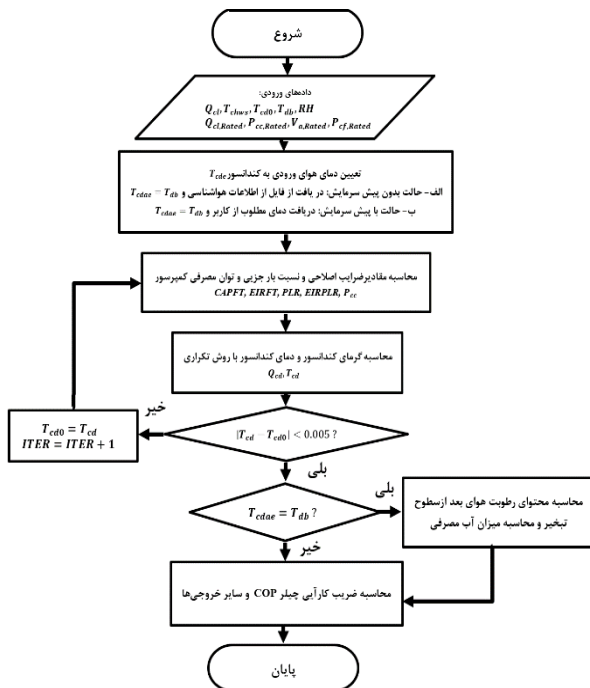 شروع
داده‌های ورودی:
Q_cl, T_chws, T_cd0, T_db, RH
Q_cl,Rated, P_cc,Rated, V_a,Rated, P_cf,Rated
تعیین دمای هوای ورودی به کندانسور T_cde
الف- حالت بدون پیش سرمایش: در یافت از فایل از اطلاعات هواشناسی و T_cdae = T_db
ب- حالت با پیش سرمایش: دریافت دمای مطلوب از کاربر و T_cdae = T_db
محاسبه مقادیرضرایب اصلاحی و نسبت بار جزیی و توان مصرفی کمپرسور
CAPFT, EIRFT, PLR, EIRPLR, P_cc
محاسبه گرمای کندانسور و دمای کندانسور با روش تکراری
Q_cd, T_cd
خیر
|T_cd − T_cd0| < 0.005 ?
T_cd0 = T_cd
ITER = ITER + 1
بلی
T_cdae = T_db ?
بلی
محاسبه محتوای رطوبت هوای بعد ازسطوح
تبخیر و محاسبه میزان آب مصرفی
خیر
محاسبه ضریب کارآیی چیلر COP و سایر خروجی‌ها
پایان